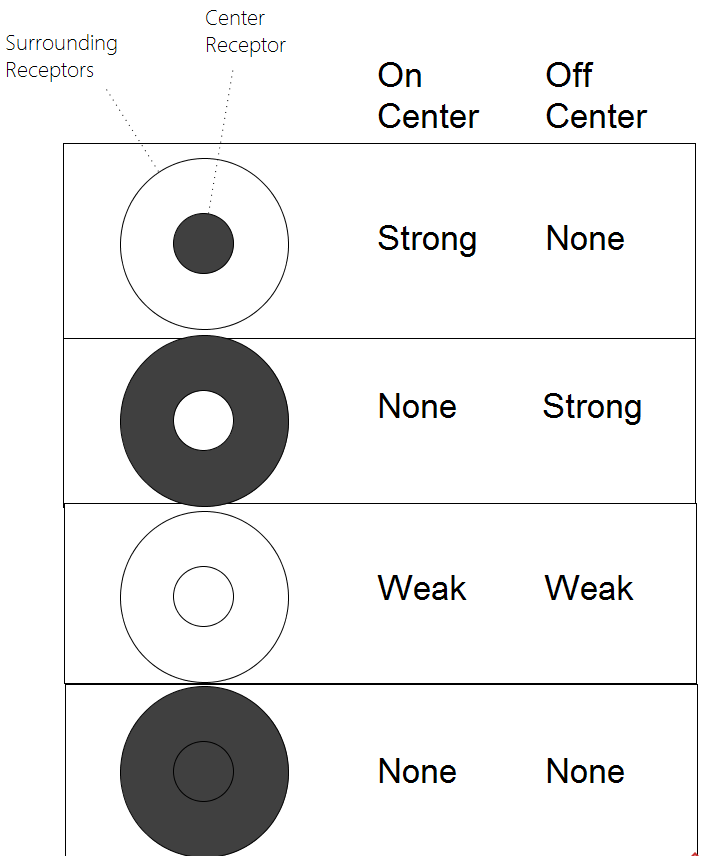 Surrounding
Receptors
Center
Receptor
On
Center
Off
Center
Strong None
None Strong
Weak Weak
None None